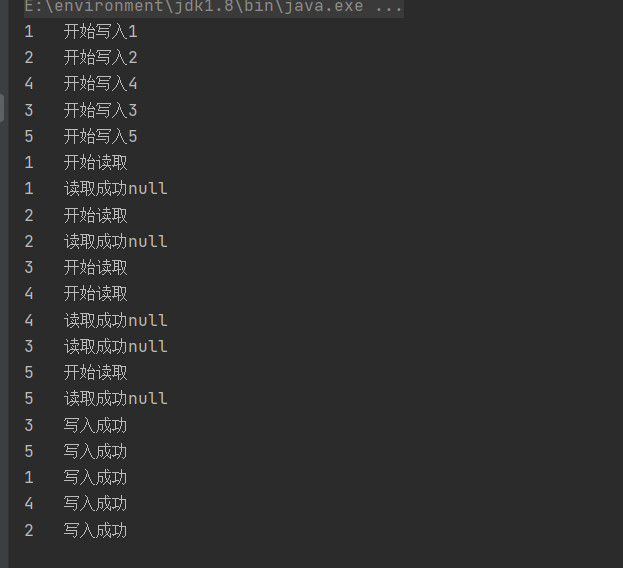 E:\environment\jdk1.8\bin\java.exe ...
1 开始写入1
2 开始写入2
4 开始写入4
3 开始写入3
5 开始写入5
1 开始读取
1 读取成功null
2 开始读取
2 读取成功null
3 开始读取
4 开始读取
4 读取成功null
3 读取成功null
5 开始读取
5 读取成功null
3 写入成功
5 写入成功
1 写入成功
4 写入成功
2 写入成功